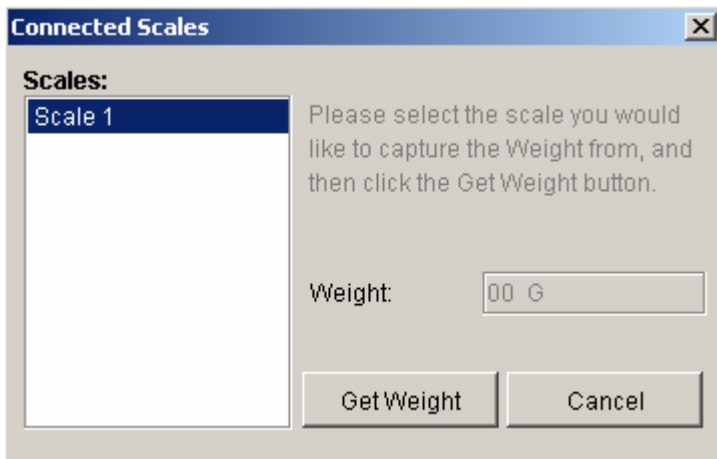 Connected Scales
Scales:
Scale 1
Please select the scale you would
like to capture the Weight from, and
then click the Get Weight button.
Weight:
00 G
Get Weight
Cancel